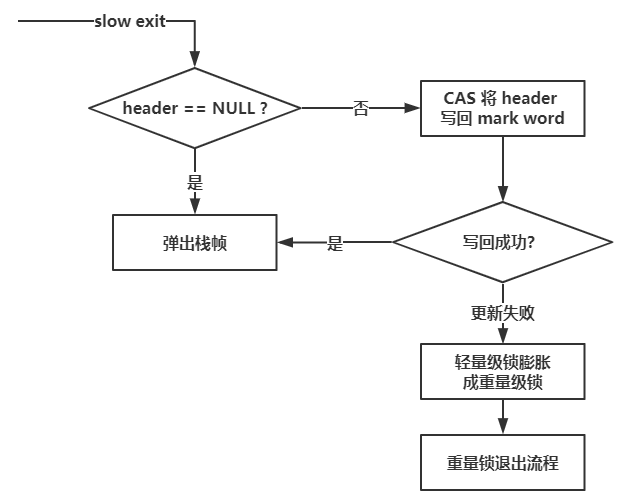 slow exit
header == NULL ?
否
CAS 将 header
写回 mark word
是
弹出栈帧
是
写回成功?
更新失败
轻量级锁膨胀
成重量级锁
重量锁退出流程